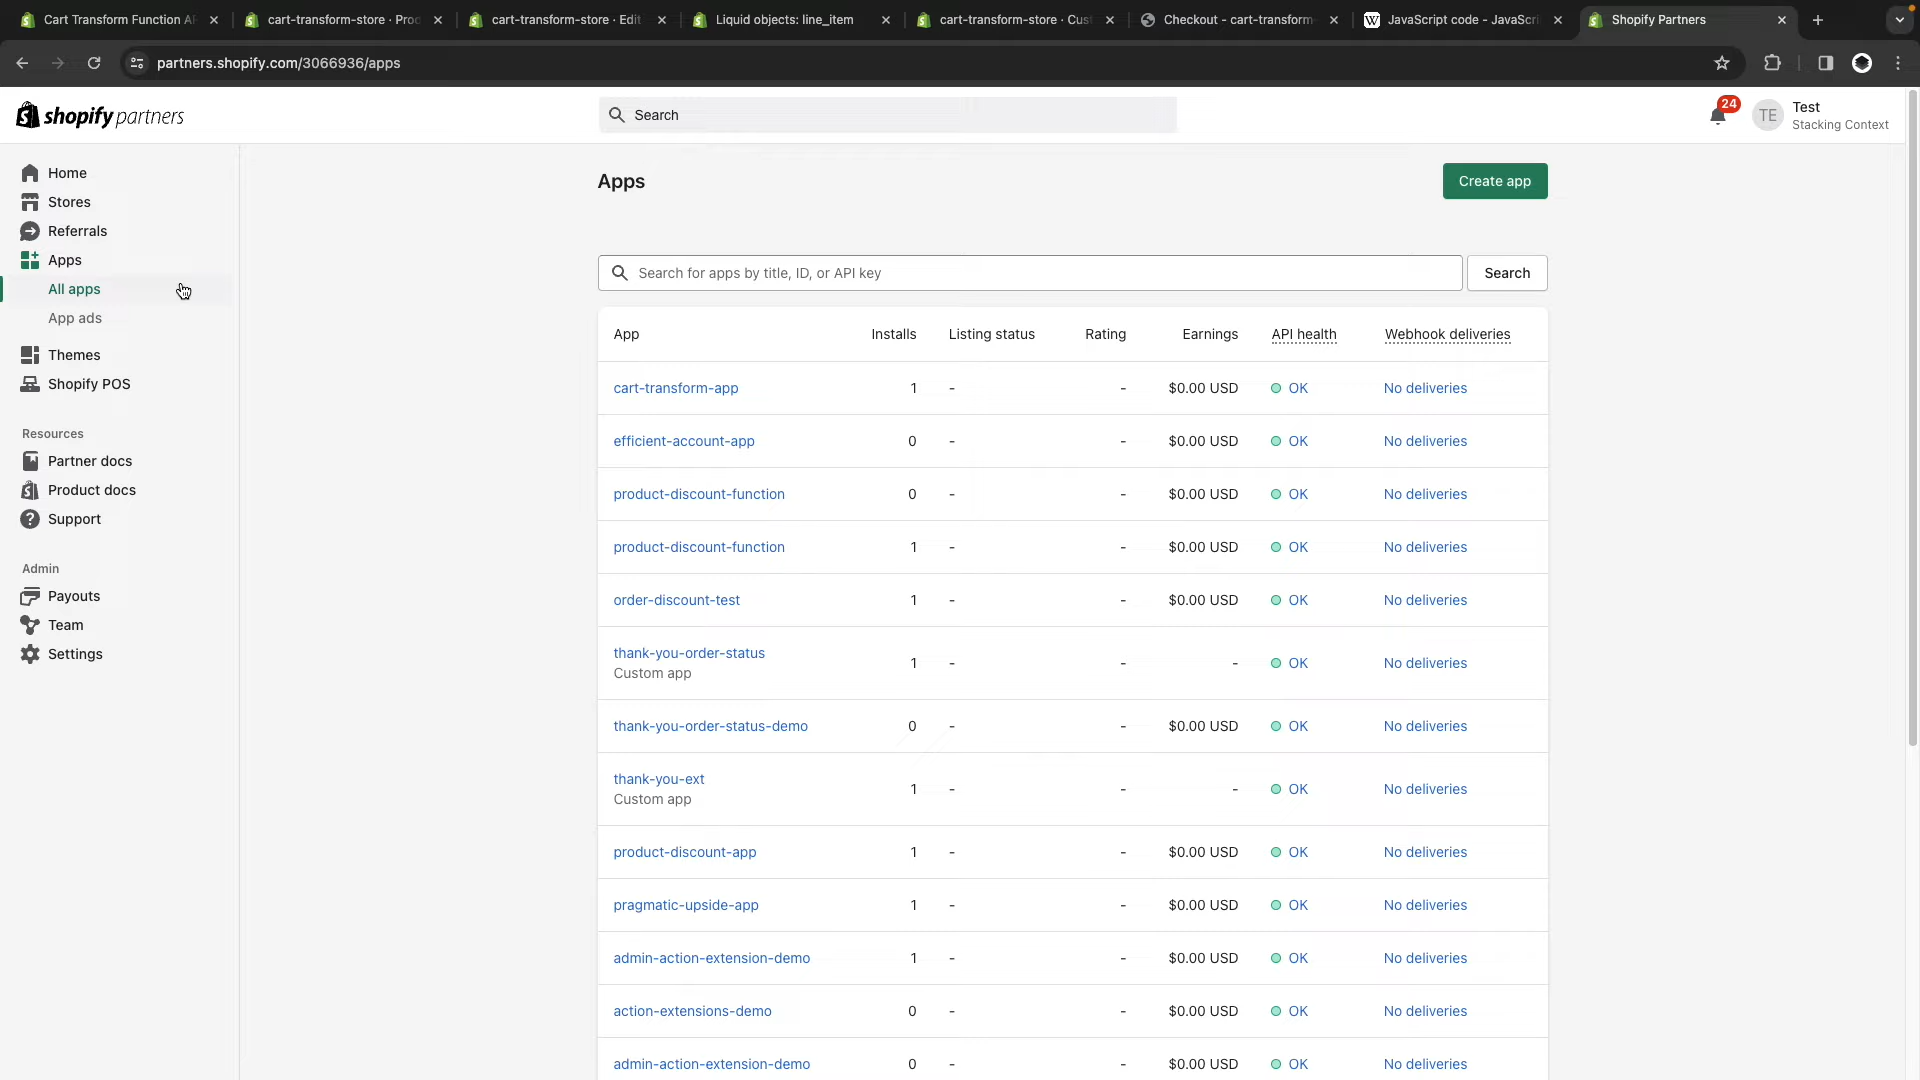 Cart Transform Function AP
cart-transform-store · Proc
cart-transform-store · Edit
Liquid objects: line_item
cart-transform-store · Cus
Checkout - cart-transform-
JavaScript code - JavaScri
Shopify Partners
partners.shopify.com/3066936/apps
shopify partners
Search
24
TE
Test
Stacking Context
Home
Stores
Referrals
Apps
All apps
App ads
Themes
Shopify POS
Resources
Partner docs
Product docs
Support
Admin
Payouts
Team
Settings
Apps
Create app
Search for apps by title, ID, or API key
Search
App Installs Listing status Rating Earnings API health Webhook deliveries
cart-transform-app 1 - - $0.00 USD OK No deliveries
efficient-account-app 0 - - $0.00 USD OK No deliveries
product-discount-function 0 - - $0.00 USD OK No deliveries
product-discount-function 1 - - $0.00 USD OK No deliveries
order-discount-test 1 - - $0.00 USD OK No deliveries
thank-you-order-status 1 - - - OK No deliveries
Custom app
thank-you-order-status-demo 0 - - $0.00 USD OK No deliveries
thank-you-ext 1 - - - OK No deliveries
Custom app
product-discount-app 1 - - $0.00 USD OK No deliveries
pragmatic-upside-app 1 - - $0.00 USD OK No deliveries
admin-action-extension-demo 1 - - $0.00 USD OK No deliveries
action-extensions-demo 0 - - $0.00 USD OK No deliveries
admin-action-extension-demo 0 - - $0.00 USD OK No deliveries